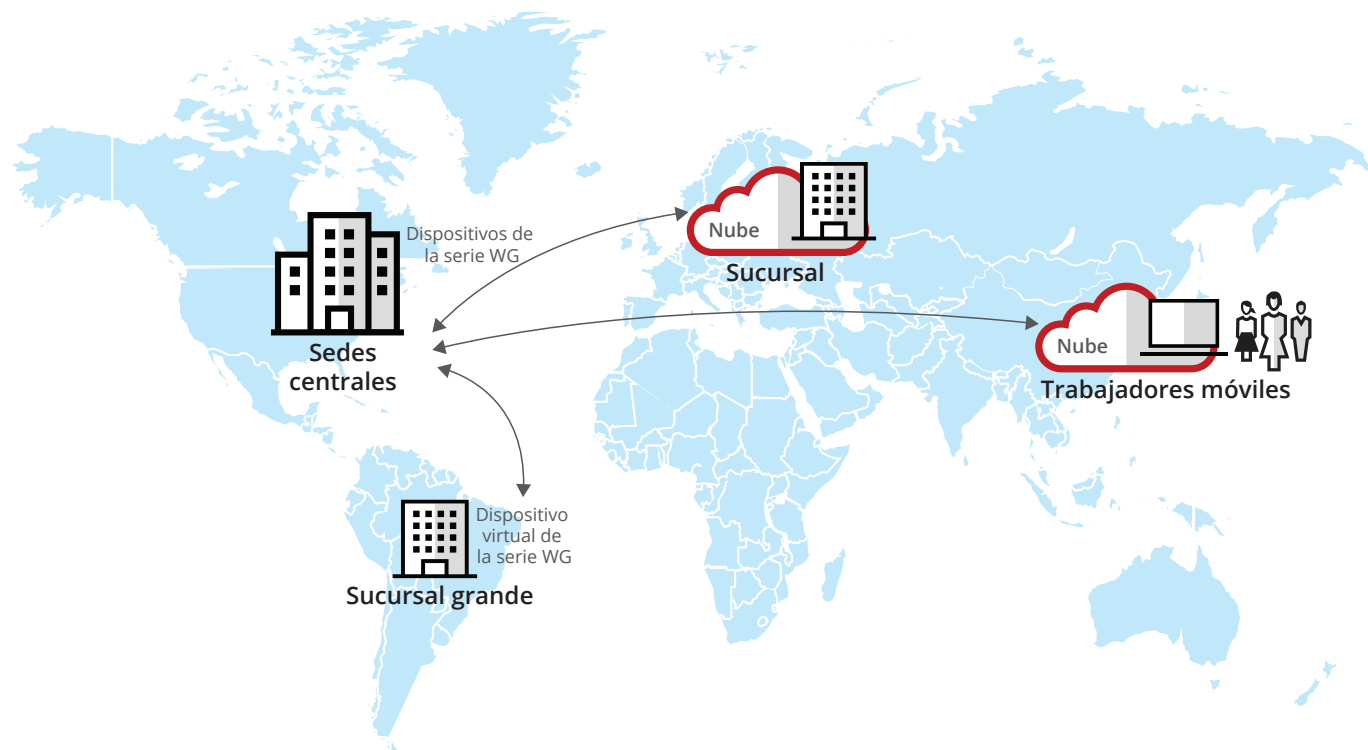 Dispositivos de
la serie WG
Sedes
centrales
Nube
Sucursal
Nube
Trabajadores móviles
Dispositivo
virtual de
la serie WG
Sucursal grande